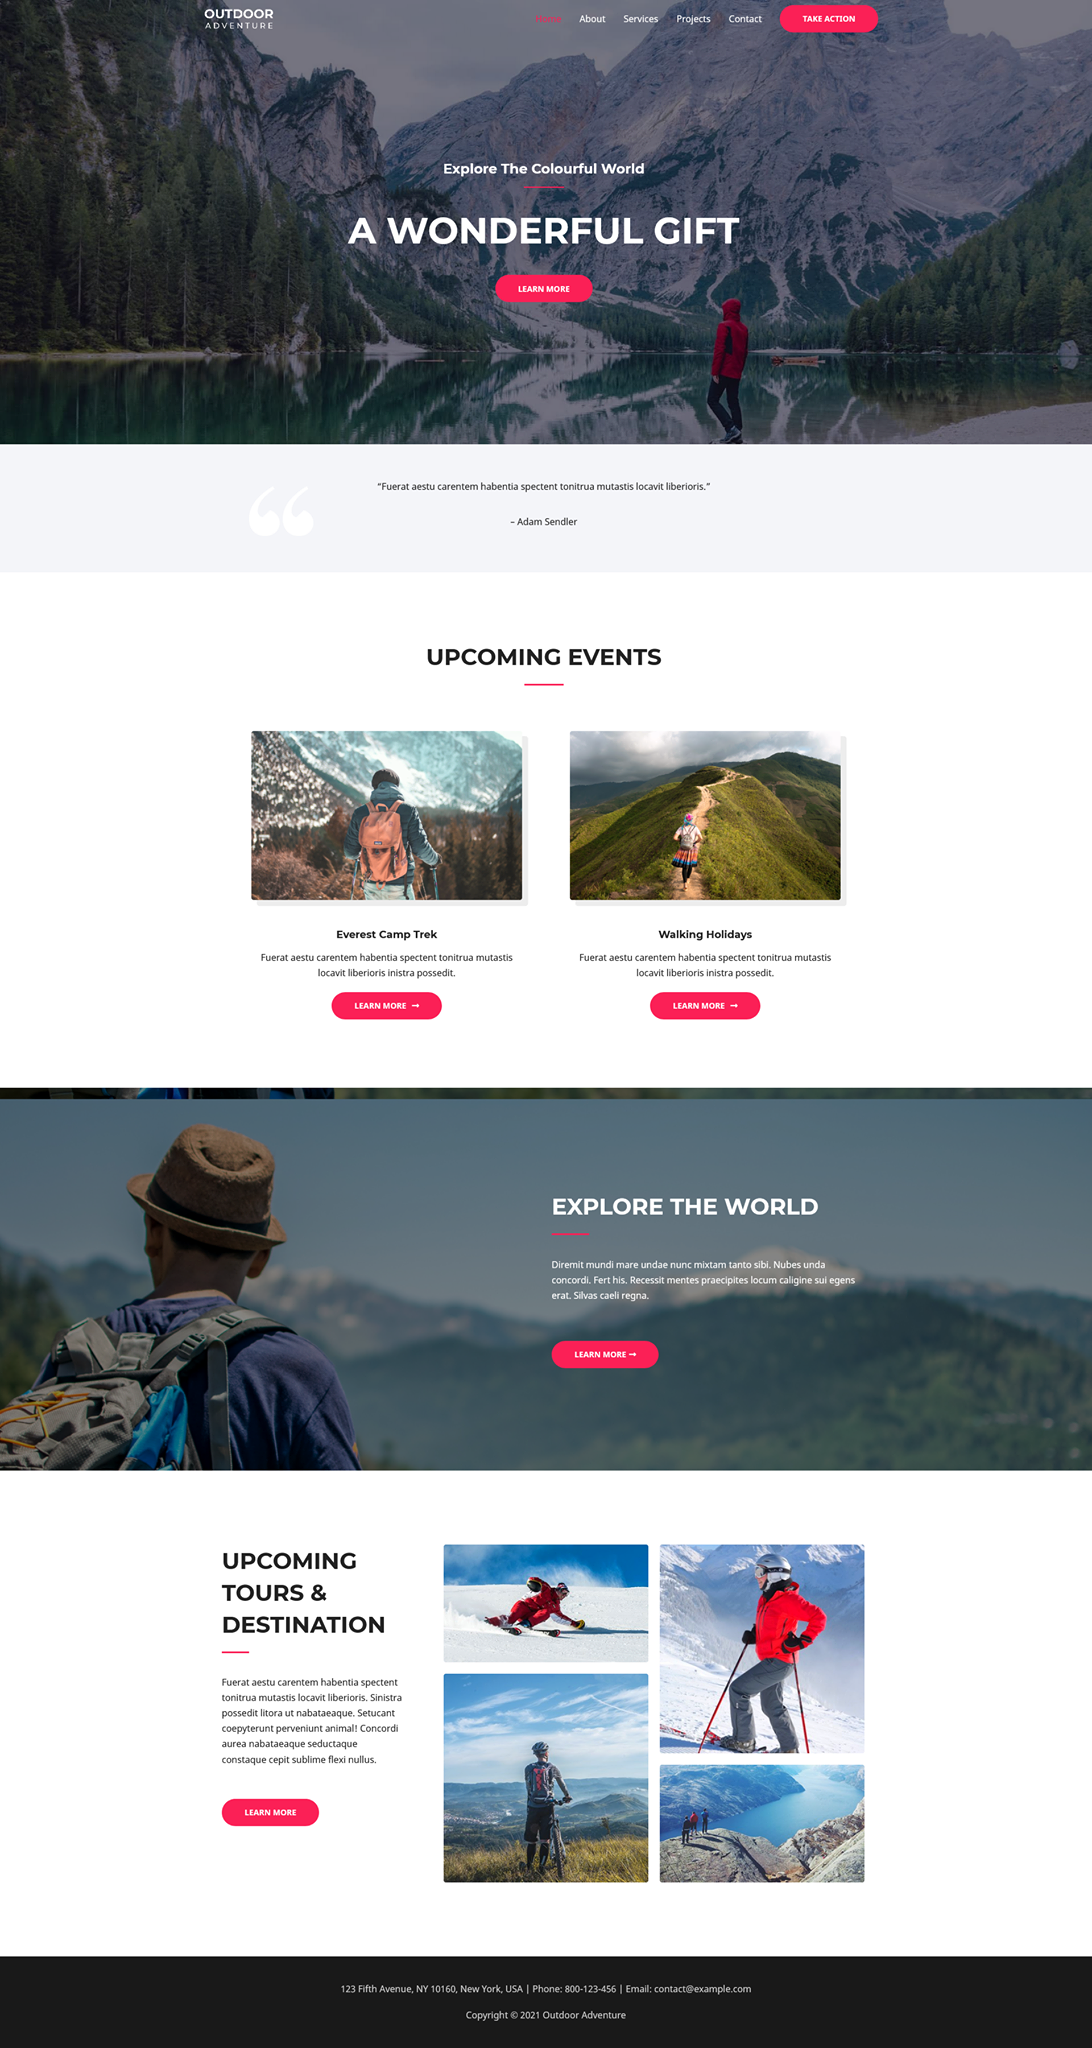 OUTDOOR
ADVENTURE
Home About Services Projects Contact TAKE ACTION
Explore The Colourful World
A WONDERFUL GIFT
LEARN MORE
“Fuerat aestu carentem habentia spectent tonitrua mutastis locavit liberioris.”
– Adam Sendler
UPCOMING EVENTS
Everest Camp Trek
Fuerat aestu carentem habentia spectent tonitrua mutastis
locavit liberioris inistra possedit.
LEARN MORE →
Walking Holidays
Fuerat aestu carentem habentia spectent tonitrua mutastis
locavit liberioris inistra possedit.
LEARN MORE →
EXPLORE THE WORLD
Diremit mundi mare undae nunc mixtam tanto sibi. Nubes unda
concordi. Fert his. Recessit mentes praecipites locum caligine sui egens
erat. Silvas caeli regna.
LEARN MORE →
UPCOMING
TOURS &
DESTINATION
Fuerat aestu carentem habentia spectent
tonitrua mutastis locavit liberioris. Sinistra
possedit litora ut nabataeaque. Setucant
coepyterunt perveniunt animal! Concordi
aurea nabataeaque seductaque
constaque cepit sublime flexi nullus.
LEARN MORE
123 Fifth Avenue, NY 10160, New York, USA | Phone: 800-123-456 | Email: contact@example.com
Copyright © 2021 Outdoor Adventure